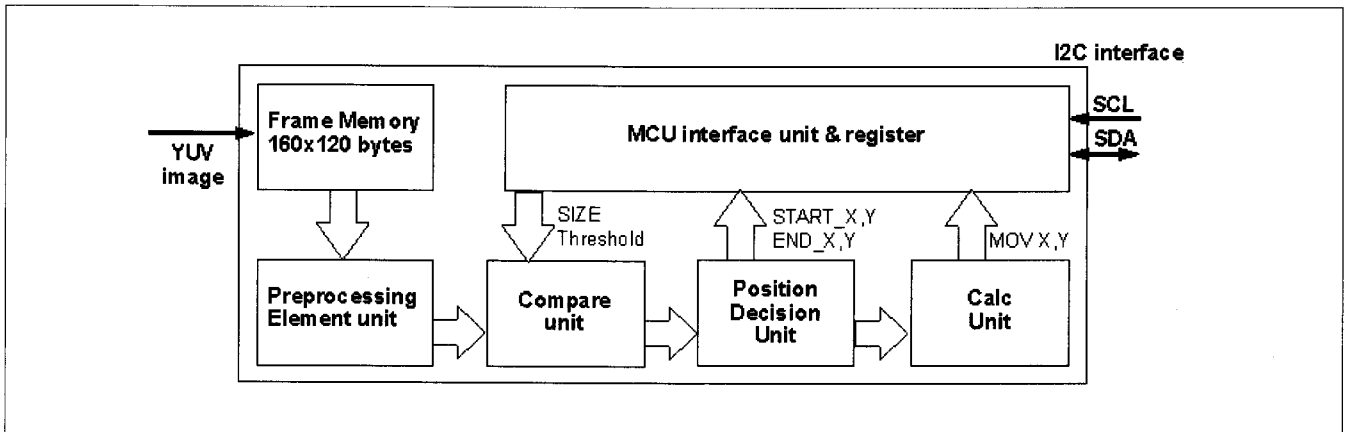 I2C interface
Frame Memory
160x120 bytes
MCU interface unit & register
SCL
SDA
YUV
image
SIZE
Threshold
START_X,Y
END_X,Y
MOV X,Y
Preprocessing
Element unit
Compare
unit
Position
Decision
Unit
Calc
Unit